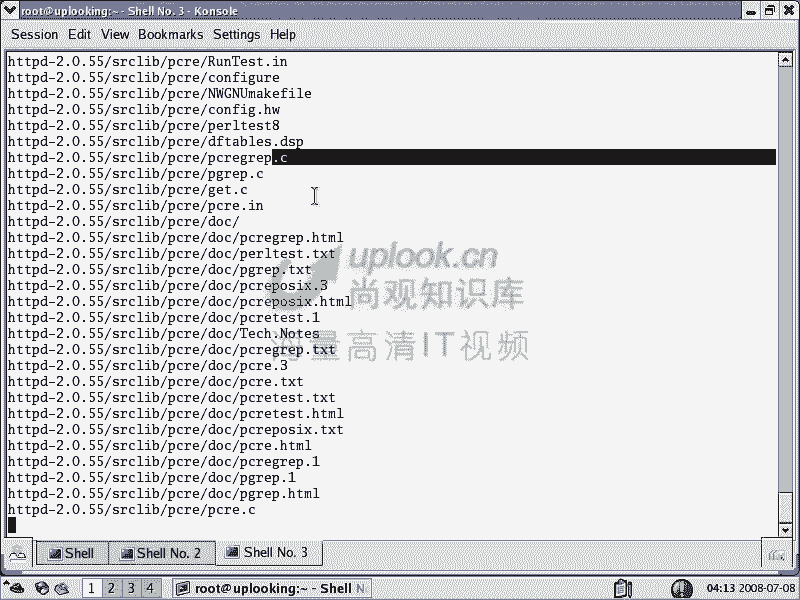 root@uplooking:~ - Shell No. 3 - Konsole
Session Edit View Bookmarks Settings Help
httpd-2.0.55/srclib/pcre/RunTest.in
httpd-2.0.55/srclib/pcre/configure
httpd-2.0.55/srclib/pcre/NWGNUmakefile
httpd-2.0.55/srclib/pcre/config.hw
httpd-2.0.55/srclib/pcre/perltest8
httpd-2.0.55/srclib/pcre/dftables.dsp
httpd-2.0.55/srclib/pcre/pcregrep.c
httpd-2.0.55/srclib/pcre/pgrep.c
httpd-2.0.55/srclib/pcre/get.c
httpd-2.0.55/srclib/pcre/pcre.in
httpd-2.0.55/srclib/pcre/doc/
httpd-2.0.55/srclib/pcre/doc/pcregrep.html
httpd-2.0.55/srclib/pcre/doc/perltest.txt
httpd-2.0.55/srclib/pcre/doc/pgrep.txt
httpd-2.0.55/srclib/pcre/doc/pcreposix.3
httpd-2.0.55/srclib/pcre/doc/pcreposix.html
httpd-2.0.55/srclib/pcre/doc/pcretest.1
httpd-2.0.55/srclib/pcre/doc/Tech.Notes
httpd-2.0.55/srclib/pcre/doc/pcregrep.txt
httpd-2.0.55/srclib/pcre/doc/pcre.3
httpd-2.0.55/srclib/pcre/doc/pcre.txt
httpd-2.0.55/srclib/pcre/doc/pcretest.txt
httpd-2.0.55/srclib/pcre/doc/pcretest.html
httpd-2.0.55/srclib/pcre/doc/pcreposix.txt
httpd-2.0.55/srclib/pcre/doc/pcre.html
httpd-2.0.55/srclib/pcre/doc/pcregrep.1
httpd-2.0.55/srclib/pcre/doc/pgrep.1
httpd-2.0.55/srclib/pcre/doc/pgrep.html
httpd-2.0.55/srclib/pcre/pcre.c
uplook.cn
尚观知识库
海量高清IT视频
Shell Shell No. 2 Shell No. 3
1 2 3 4 root@uplooking:~ - Shell N 04:13 2008-07-08